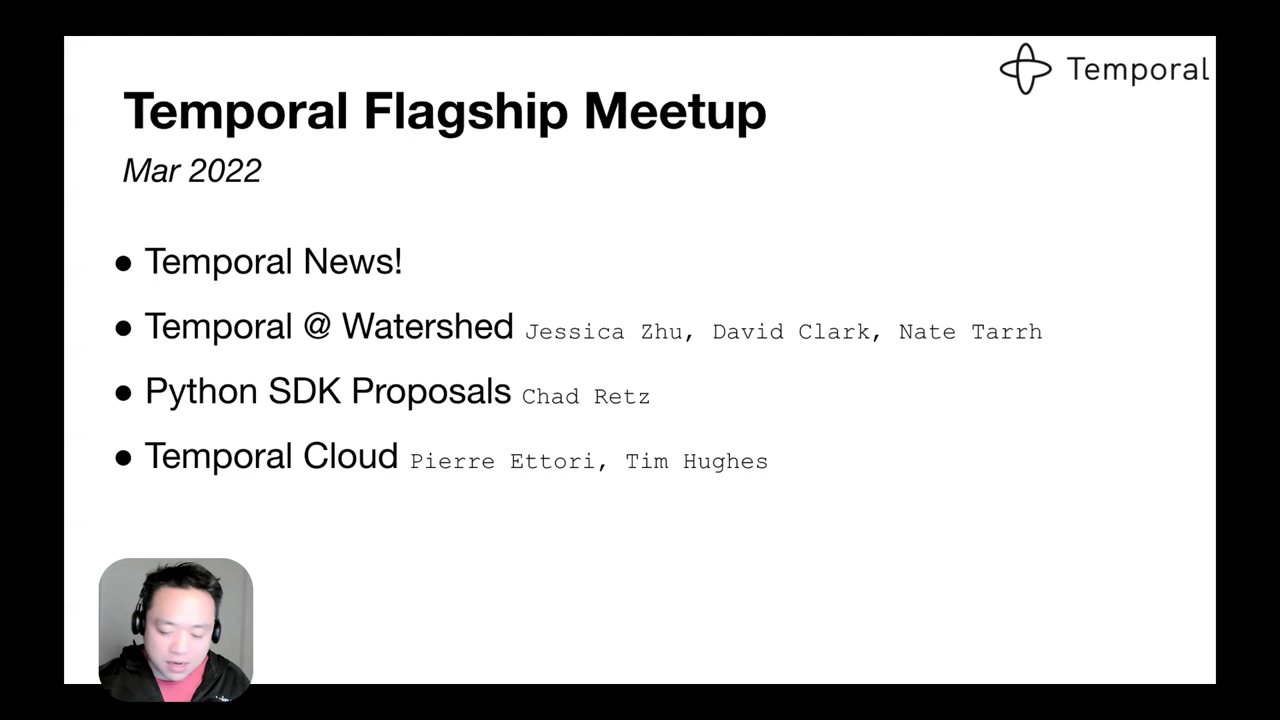 Temporal
Temporal Flagship Meetup
Mar 2022
● Temporal News!
● Temporal @ Watershed Jessica Zhu, David Clark, Nate Tarrh
● Python SDK Proposals Chad Retz
● Temporal Cloud Pierre Ettori, Tim Hughes